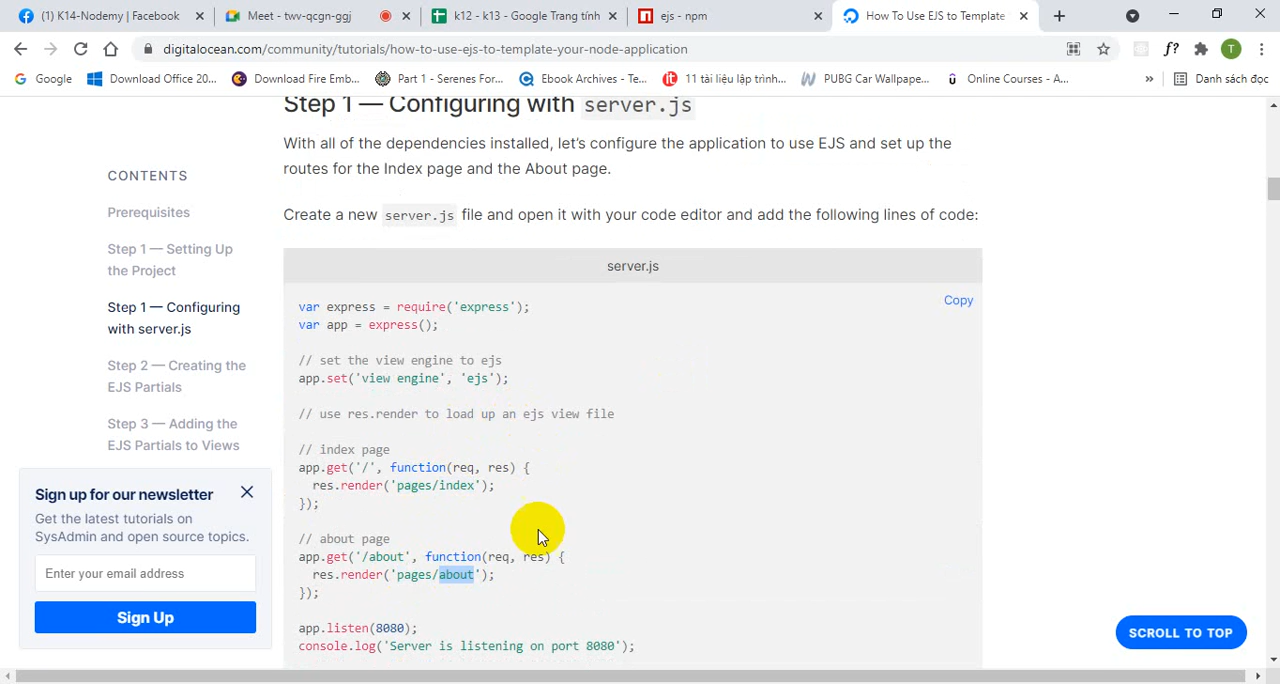 (1) K14-Nodemy | Facebook
Meet - twv-qcgn-ggj
k12 - k13 - Google Trang tính
ejs - npm
How To Use EJS to Template
digitalocean.com/community/tutorials/how-to-use-ejs-to-template-your-node-application
Google
Download Office 20...
Download Fire Emb...
Part 1 - Serenes For...
Ebook Archives - Te...
11 tài liệu lập trình...
PUBG Car Wallpape...
Online Courses - A...
»
Danh sách đọc
Step 1 — Configuring with server.js
With all of the dependencies installed, let’s configure the application to use EJS and set up the
routes for the Index page and the About page.
Create a new server.js file and open it with your code editor and add the following lines of code:
CONTENTS
Prerequisites
Step 1 — Setting Up
the Project
Step 1 — Configuring
with server.js
Step 2 — Creating the
EJS Partials
Step 3 — Adding the
EJS Partials to Views
server.js
Copy
var express = require('express');
var app = express();
// set the view engine to ejs
app.set('view engine', 'ejs');
// use res.render to load up an ejs view file
// index page
app.get('/', function(req, res) {
res.render('pages/index');
});
// about page
app.get('/about', function(req, res) {
res.render('pages/about');
});
app.listen(8080);
console.log('Server is listening on port 8080');
Sign up for our newsletter
Get the latest tutorials on
SysAdmin and open source topics.
Enter your email address
Sign Up
SCROLL TO TOP